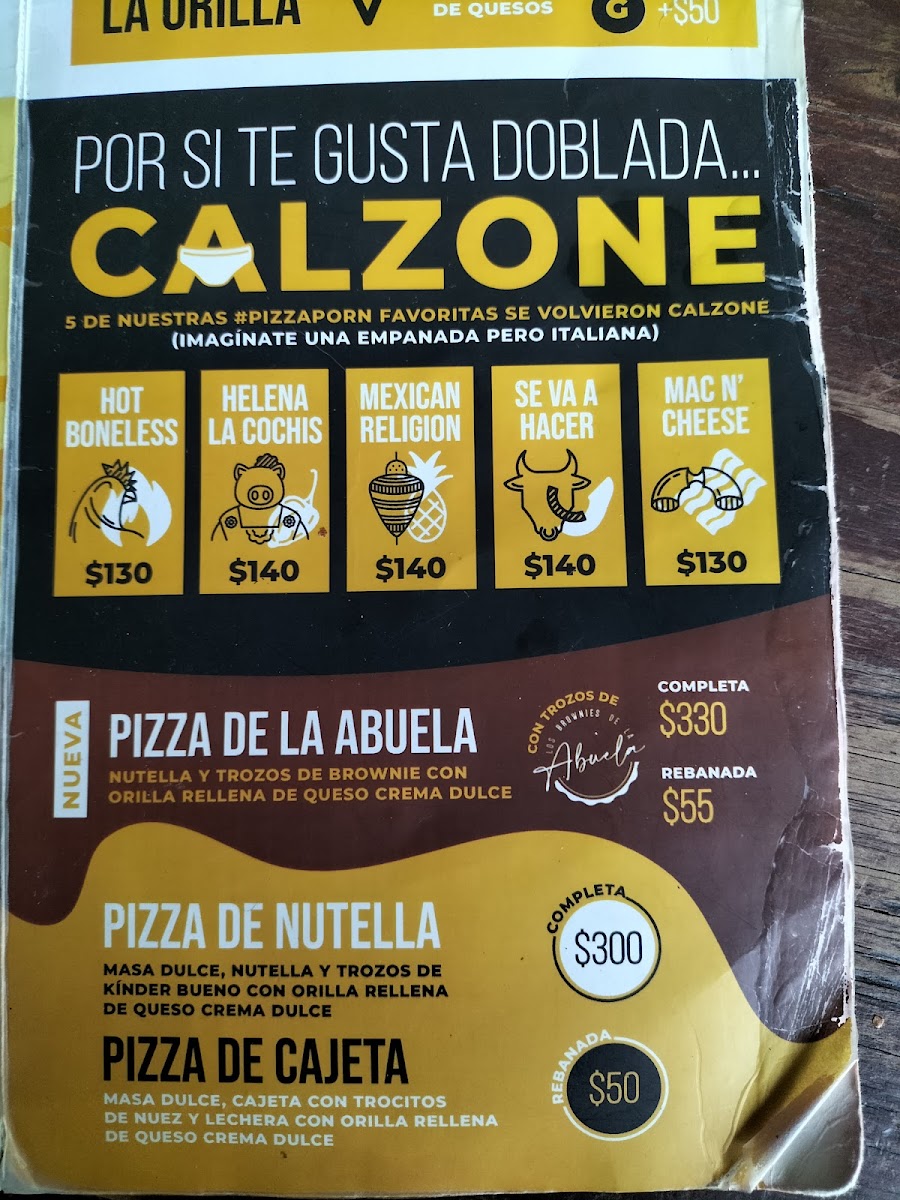 LA ORILLA
DE QUESOS
G
+$50
POR SI TE GUSTA DOBLADA...
CALZONE
5 DE NUESTRAS #PIZZAPORN FAVORITAS SE VOLVIERON CALZONE
(IMAGÍNATE UNA EMPANADA PERO ITALIANA)
HOT
BONELESS
$130
HELENA
LA COCHIS
$140
MEXICAN
RELIGION
$140
SE VA A
HACER
$140
MAC N'
CHEESE
$130
NUEVA
PIZZA DE LA ABUELA
NUTELLA Y TROZOS DE BROWNIE CON
ORILLA RELLENA DE QUESO CREMA DULCE
CON TROZOS DE
LOS BROWNIES DE LA
Abuela
COMPLETA
$330
REBANADA
$55
PIZZA DE NUTELLA
MASA DULCE, NUTELLA Y TROZOS DE
KÍNDER BUENO CON ORILLA RELLENA
DE QUESO CREMA DULCE
COMPLETA
$300
PIZZA DE CAJETA
MASA DULCE, CAJETA CON TROCITOS
DE NUEZ Y LECHERA CON ORILLA RELLENA
DE QUESO CREMA DULCE
REBANADA
$50